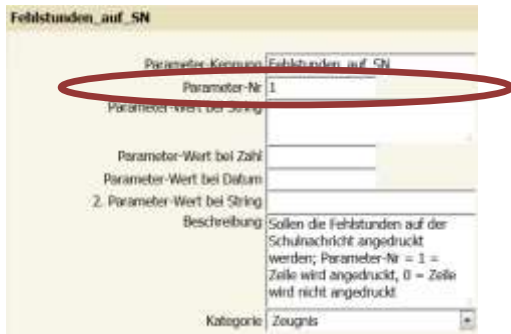 Fehlstunden_auf_SN
Parameter-Kennung Fehlstunden_auf_SN
Parameter-Nr 1
Parameter-Wert bei String
Parameter-Wert bei Zahl
Parameter-Wert bei Datum
2. Parameter-Wert bei String
Beschreibung Sollen die Fehlstunden auf der
Schulnachricht angedruckt
werden; Parameter-Nr = 1 =
Zeile wird angedruckt, 0 = Zeile
wird nicht angedruckt
Kategorie Zeugnis